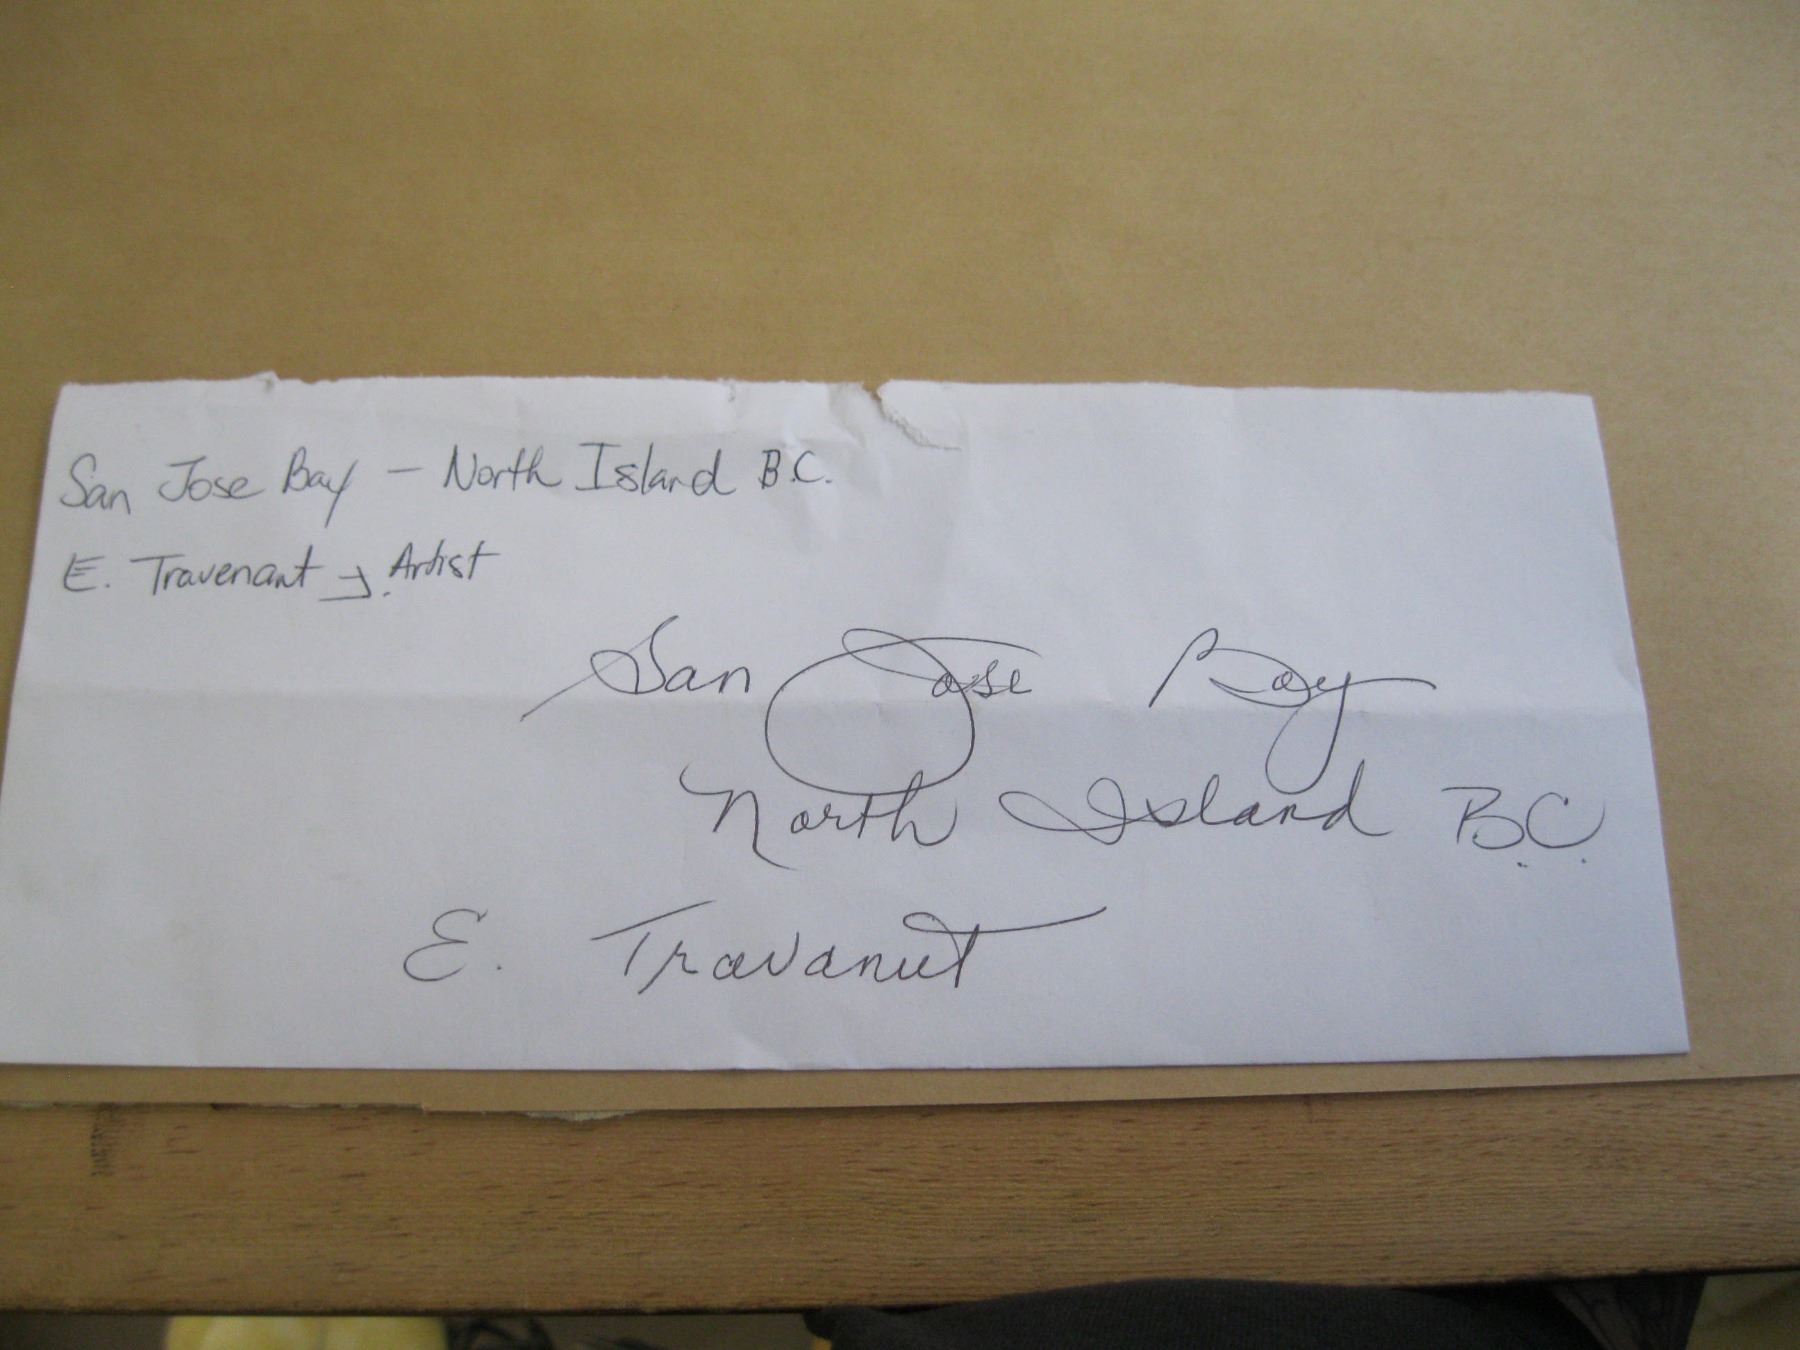 San Jose Bay - North Island B.C.
E. Travenant → Artist
San Jose Bay
North Island B.C.
E. Travanut